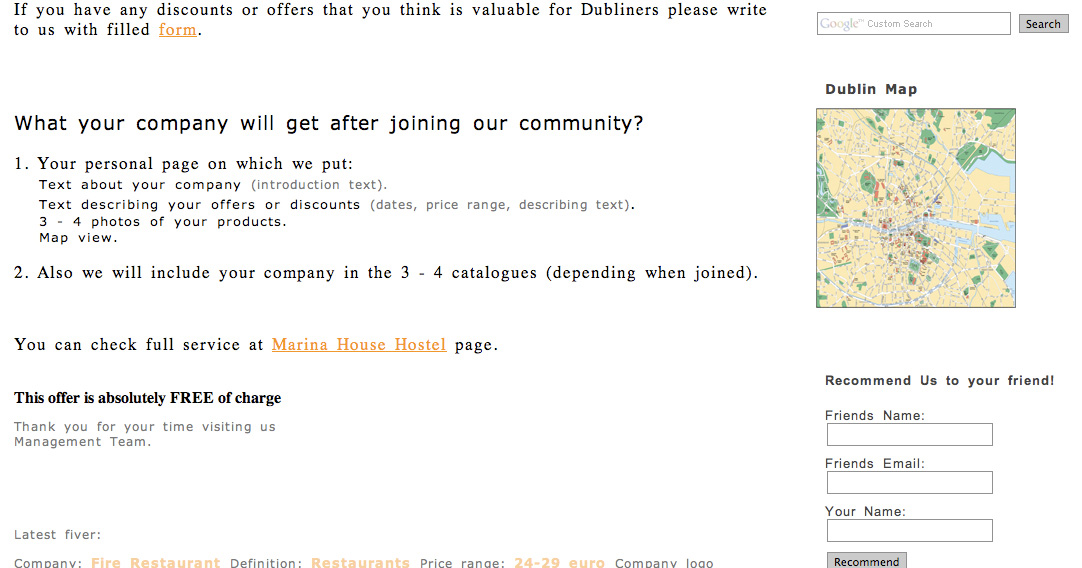 If you have any discounts or offers that you think is valuable for Dubliners please write
to us with filled form.
What your company will get after joining our community?
1. Your personal page on which we put:
Text about your company (introduction text).
Text describing your offers or discounts (dates, price range, describing text).
3 - 4 photos of your products.
Map view.
2. Also we will include your company in the 3 - 4 catalogues (depending when joined).
You can check full service at Marina House Hostel page.
This offer is absolutely FREE of charge
Thank you for your time visiting us
Management Team.
Latest fiver:
Company: Fire Restaurant Definition: Restaurants Price range: 24-29 euro Company logo
Google™ Custom Search
Search
Dublin Map
Recommend Us to your friend!
Friends Name:
Friends Email:
Your Name:
Recommend